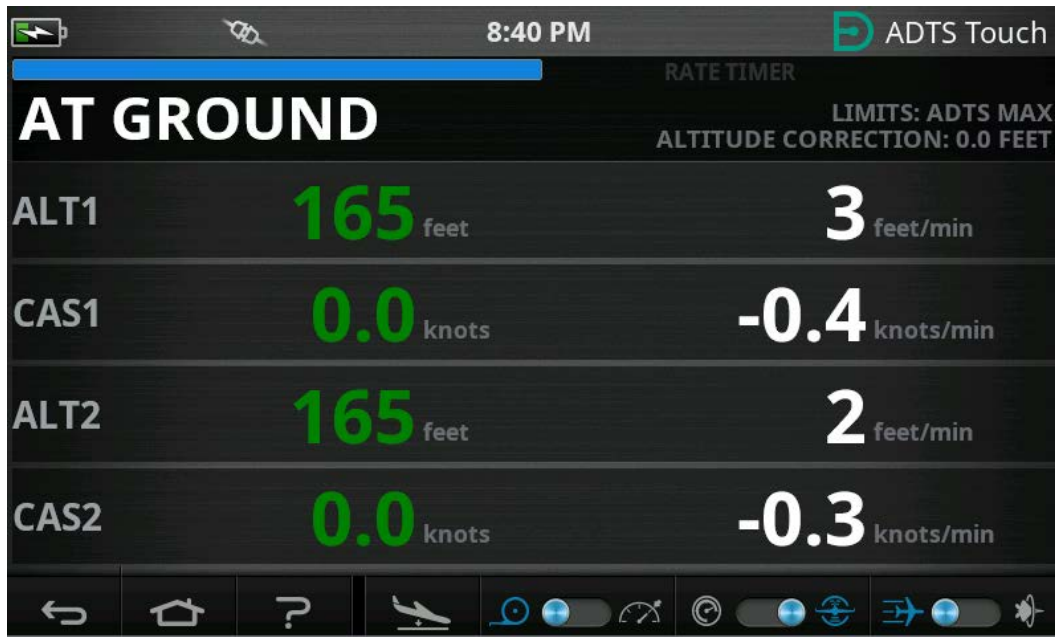 8:40 PM
ADTS Touch
RATE TIMER
AT GROUND
LIMITS: ADTS MAX
ALTITUDE CORRECTION: 0.0 FEET
ALT1 165 feet 3 feet/min
CAS1 0.0 knots -0.4 knots/min
ALT2 165 feet 2 feet/min
CAS2 0.0 knots -0.3 knots/min
?